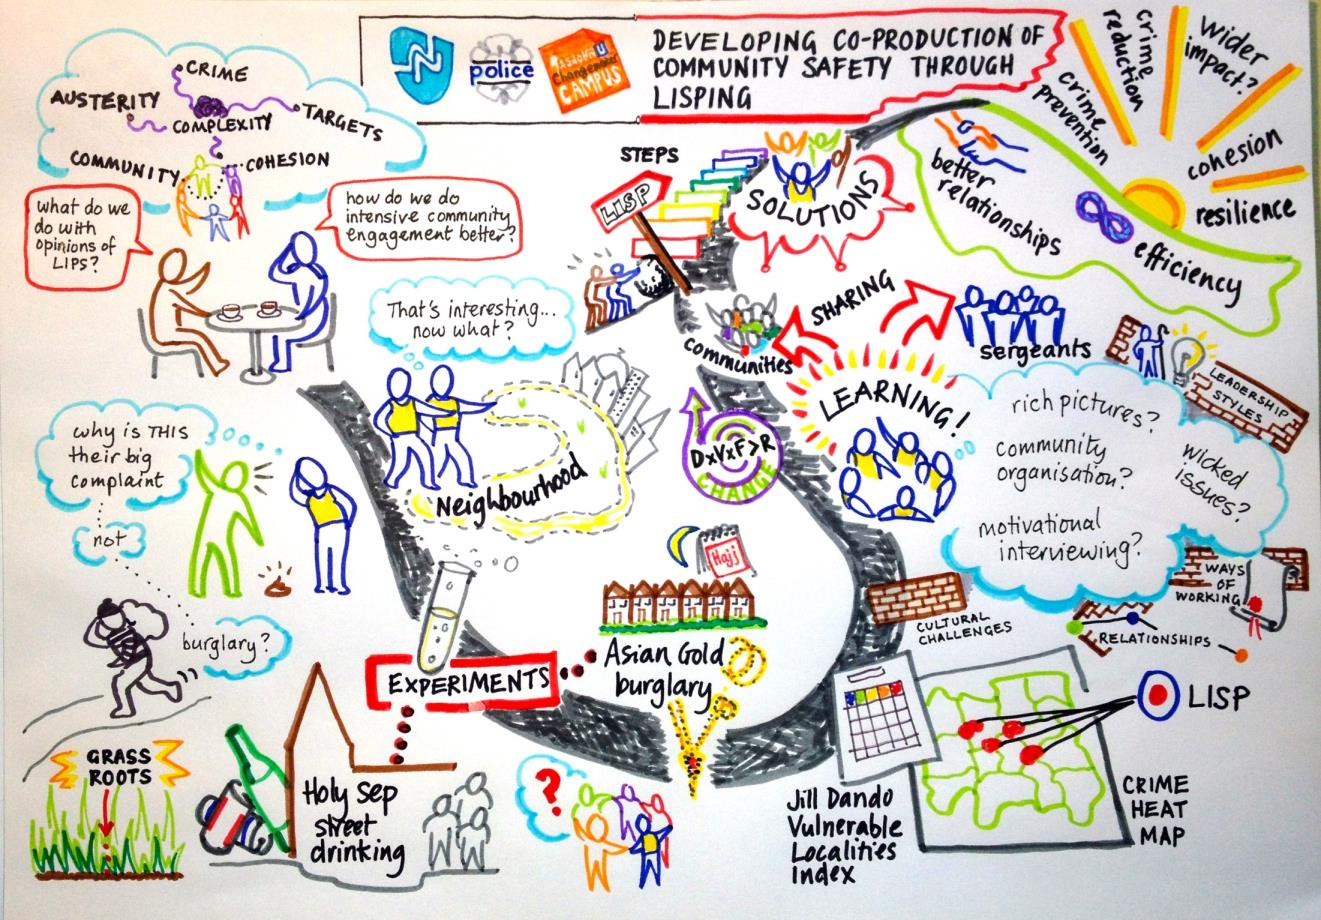 police
ASHOKA U
Changemaker
CAMPUS
DEVELOPING CO-PRODUCTION OF
COMMUNITY SAFETY THROUGH
LISPING
CRIME
AUSTERITY
COMPLEXITY
TARGETS
COMMUNITY
COHESION
what do we
do with
opinions of
LIPS?
how do we do
intensive community
engagement better?
STEPS
LISP
SOLUTIONS
better
relationships
efficiency
crime
prevention
crime
reduction
wider
impact?
cohesion
resilience
That's interesting...
now what?
Neighbourhood
communities
SHARING
sergeants
LEARNING!
DxVxF>R
CHANGE
LEADERSHIP
STYLES
rich pictures?
community
organisation?
motivational
interviewing?
wicked
issues?
WAYS
OF
WORKING
RELATIONSHIPS
CULTURAL
CHALLENGES
why is THIS
their big
complaint
not
burglary?
Hajj
EXPERIMENTS
Asian Gold
burglary
GRASS
ROOTS
Holy Sep
street
drinking
?
Jill Dando
Vulnerable
Localities
Index
LISP
CRIME
HEAT
MAP